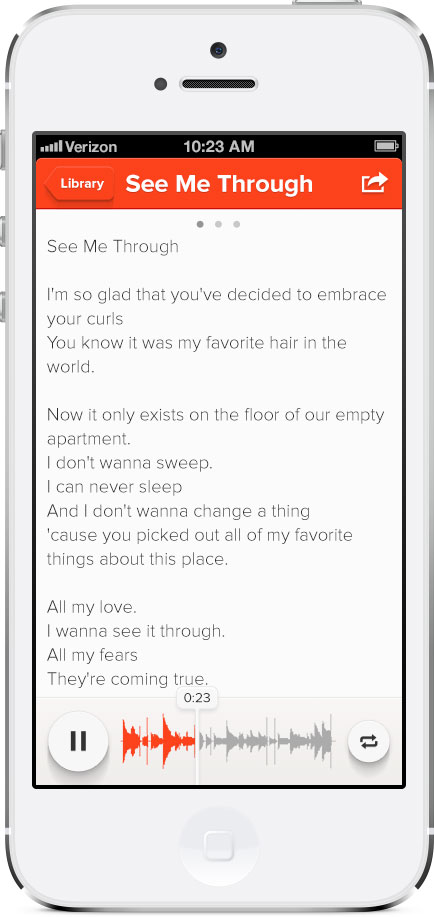 Verizon 10:23 AM
Library See Me Through
See Me Through
I'm so glad that you've decided to embrace
your curls
You know it was my favorite hair in the
world.
Now it only exists on the floor of our empty
apartment.
I don't wanna sweep.
I can never sleep
And I don't wanna change a thing
'cause you picked out all of my favorite
things about this place.
All my love.
I wanna see it through.
All my fears
They're coming true.
0:23